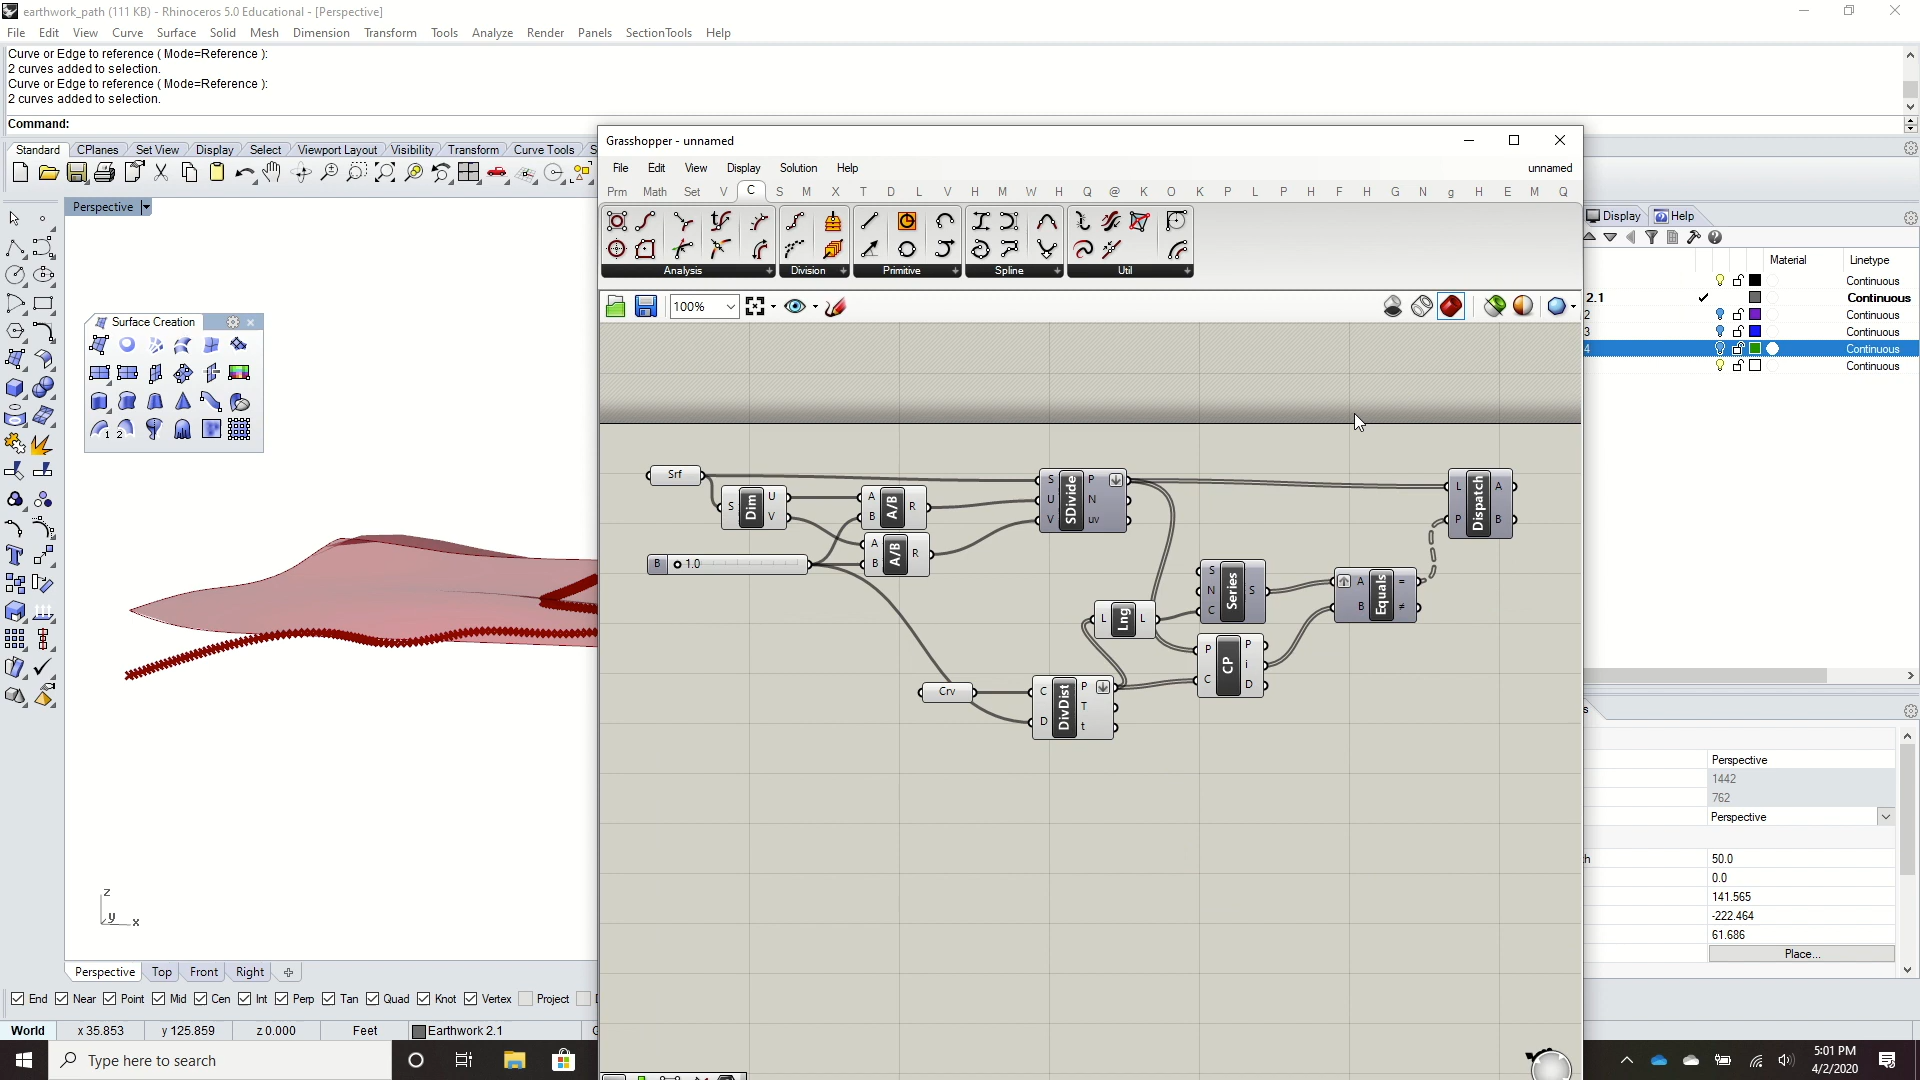 earthwork_path (111 KB) - Rhinoceros 5.0 Educational - [Perspective]
File Edit View Curve Surface Solid Mesh Dimension Transform Tools Analyze Render Panels SectionTools Help
Curve or Edge to reference ( Mode=Reference ):
2 curves added to selection.
Curve or Edge to reference ( Mode=Reference ):
2 curves added to selection.
Command:
Standard CPlanes Set View Display Select Viewport Layout Visibility Transform Curve Tools S
Perspective
Surface Creation
Grasshopper - unnamed
File Edit View Display Solution Help unnamed
Prm Math Set V C S M X T D L V H M W H Q @ K O K P L P H F H G N g H E M Q
Analysis Division Primitive Spline Util
100%
Display Help
Material Linetype
Continuous
2.1 Continuous
2 Continuous
3 Continuous
4 Continuous
Continuous
Srf
S Dim U V
A B A/B R
A B A/B R
B 1.0
S U V SDivide P N uv
L P Dispatch A B
S N C Series S
A B Equals = ≠
L Lng L
P C CP P i D
Crv
C D DivDist P T t
z
y x
s
Perspective
1442
762
Perspective
h 50.0
0.0
141.565
-222.464
61.686
Place...
Perspective Top Front Right
End Near Point Mid Cen Int Perp Tan Quad Knot Vertex Project
World x 35.853 y 125.859 z 0.000 Feet Earthwork 2.1
Type here to search
5:01 PM
4/2/2020